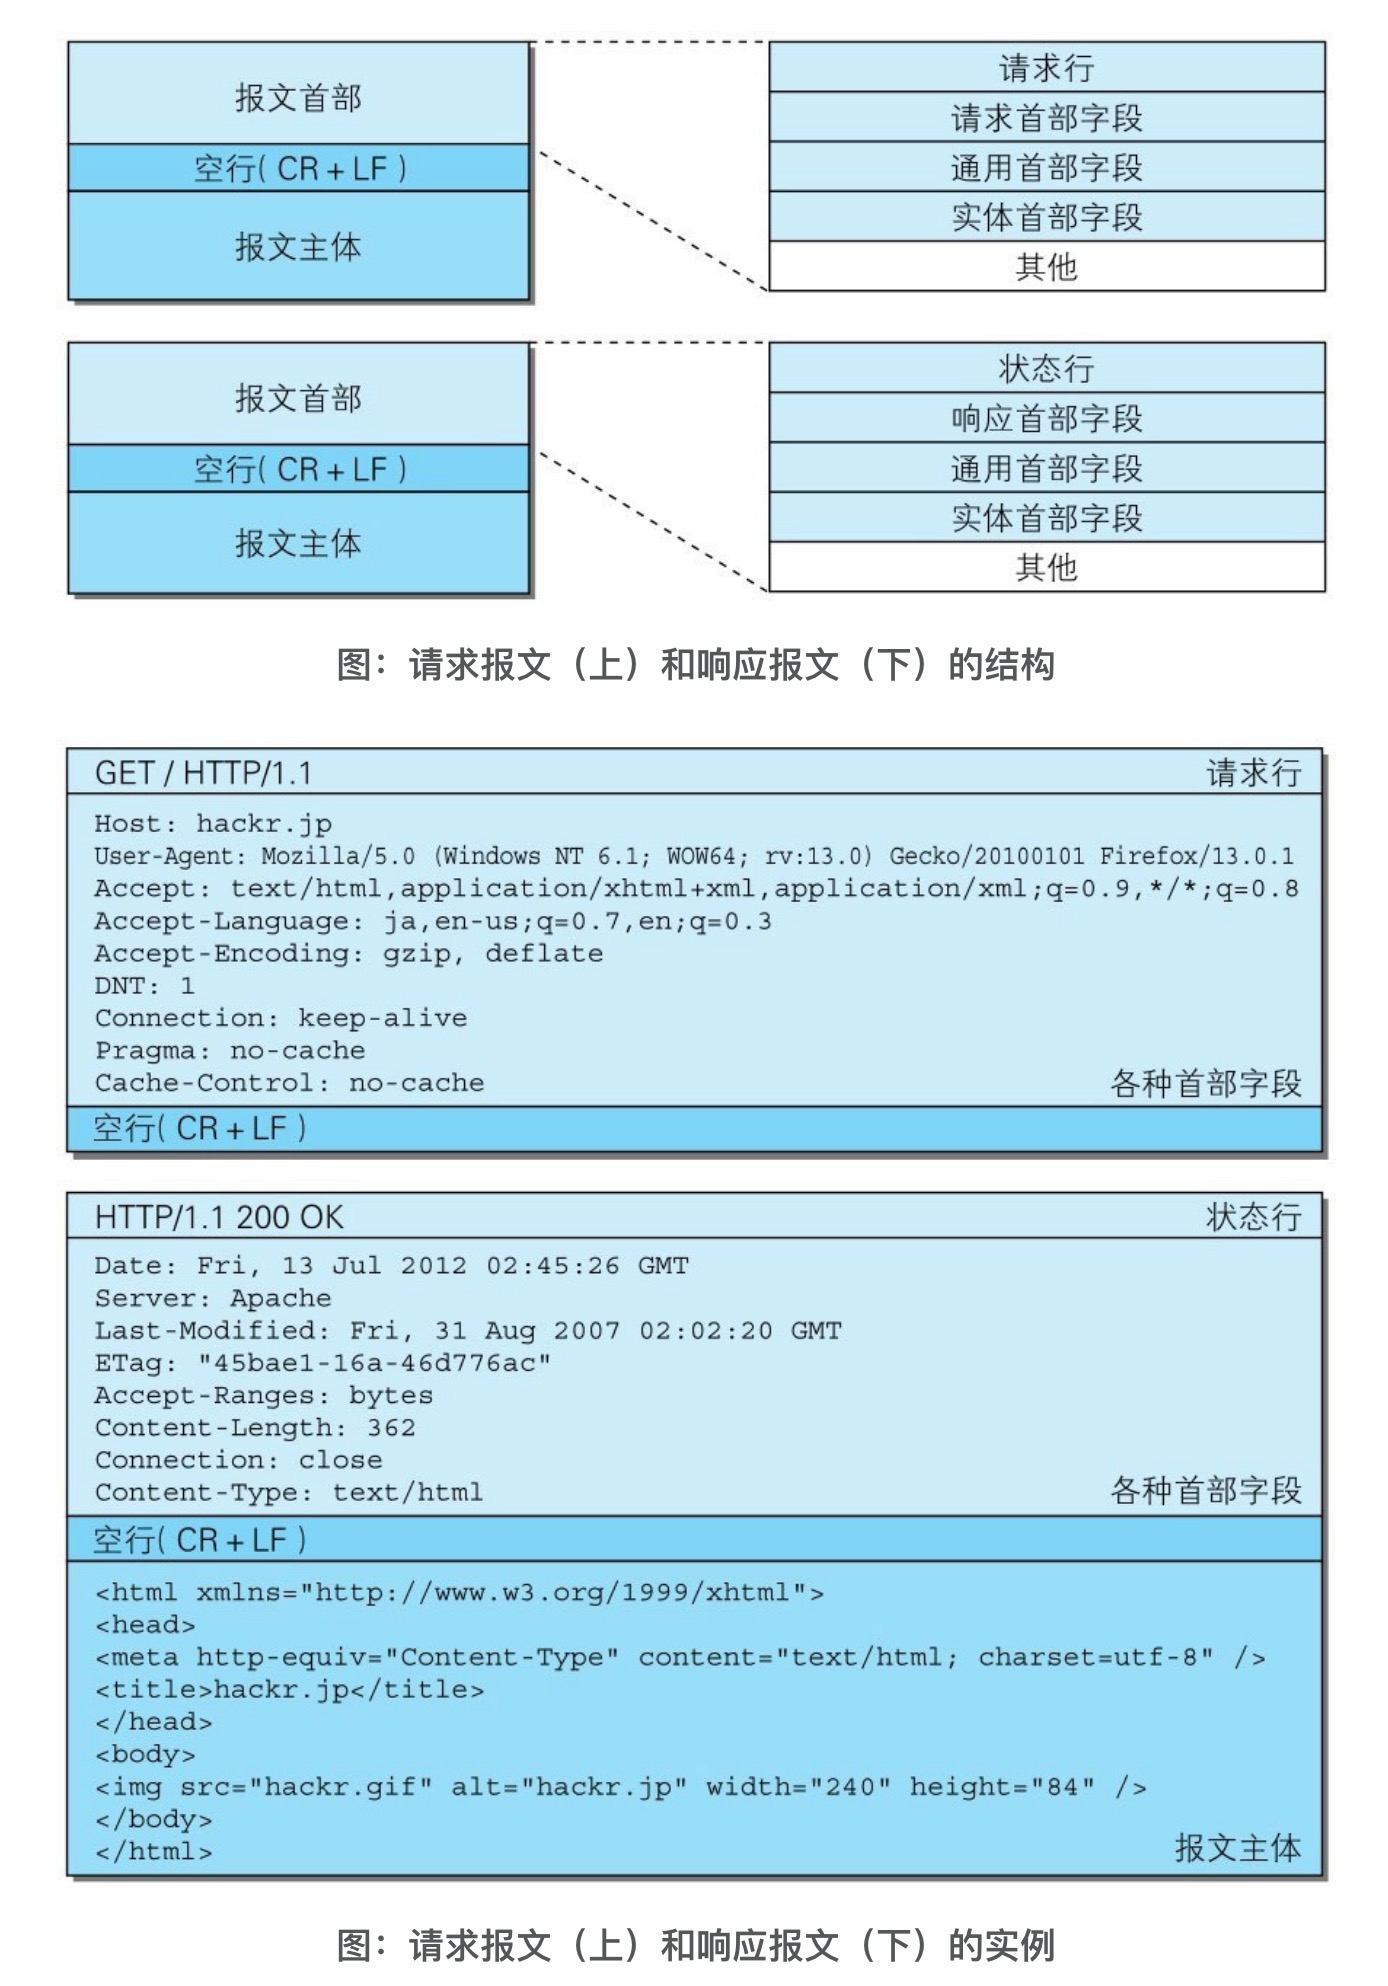 报文首部
空行( CR + LF )
报文主体
请求行
请求首部字段
通用首部字段
实体首部字段
其他
报文首部
空行( CR + LF )
报文主体
状态行
响应首部字段
通用首部字段
实体首部字段
其他
图：请求报文（上）和响应报文（下）的结构
GET / HTTP/1.1 请求行
Host: hackr.jp
User-Agent: Mozilla/5.0 (Windows NT 6.1; WOW64; rv:13.0) Gecko/20100101 Firefox/13.0.1
Accept: text/html,application/xhtml+xml,application/xml;q=0.9,*/*;q=0.8
Accept-Language: ja,en-us;q=0.7,en;q=0.3
Accept-Encoding: gzip, deflate
DNT: 1
Connection: keep-alive
Pragma: no-cache
Cache-Control: no-cache 各种首部字段
空行( CR + LF )
HTTP/1.1 200 OK 状态行
Date: Fri, 13 Jul 2012 02:45:26 GMT
Server: Apache
Last-Modified: Fri, 31 Aug 2007 02:02:20 GMT
ETag: "45bae1-16a-46d776ac"
Accept-Ranges: bytes
Content-Length: 362
Connection: close
Content-Type: text/html 各种首部字段
空行( CR + LF )
<html xmlns="http://www.w3.org/1999/xhtml">
<head>
<meta http-equiv="Content-Type" content="text/html; charset=utf-8" />
<title>hackr.jp</title>
</head>
<body>
<img src="hackr.gif" alt="hackr.jp" width="240" height="84" />
</body>
</html> 报文主体
图：请求报文（上）和响应报文（下）的实例